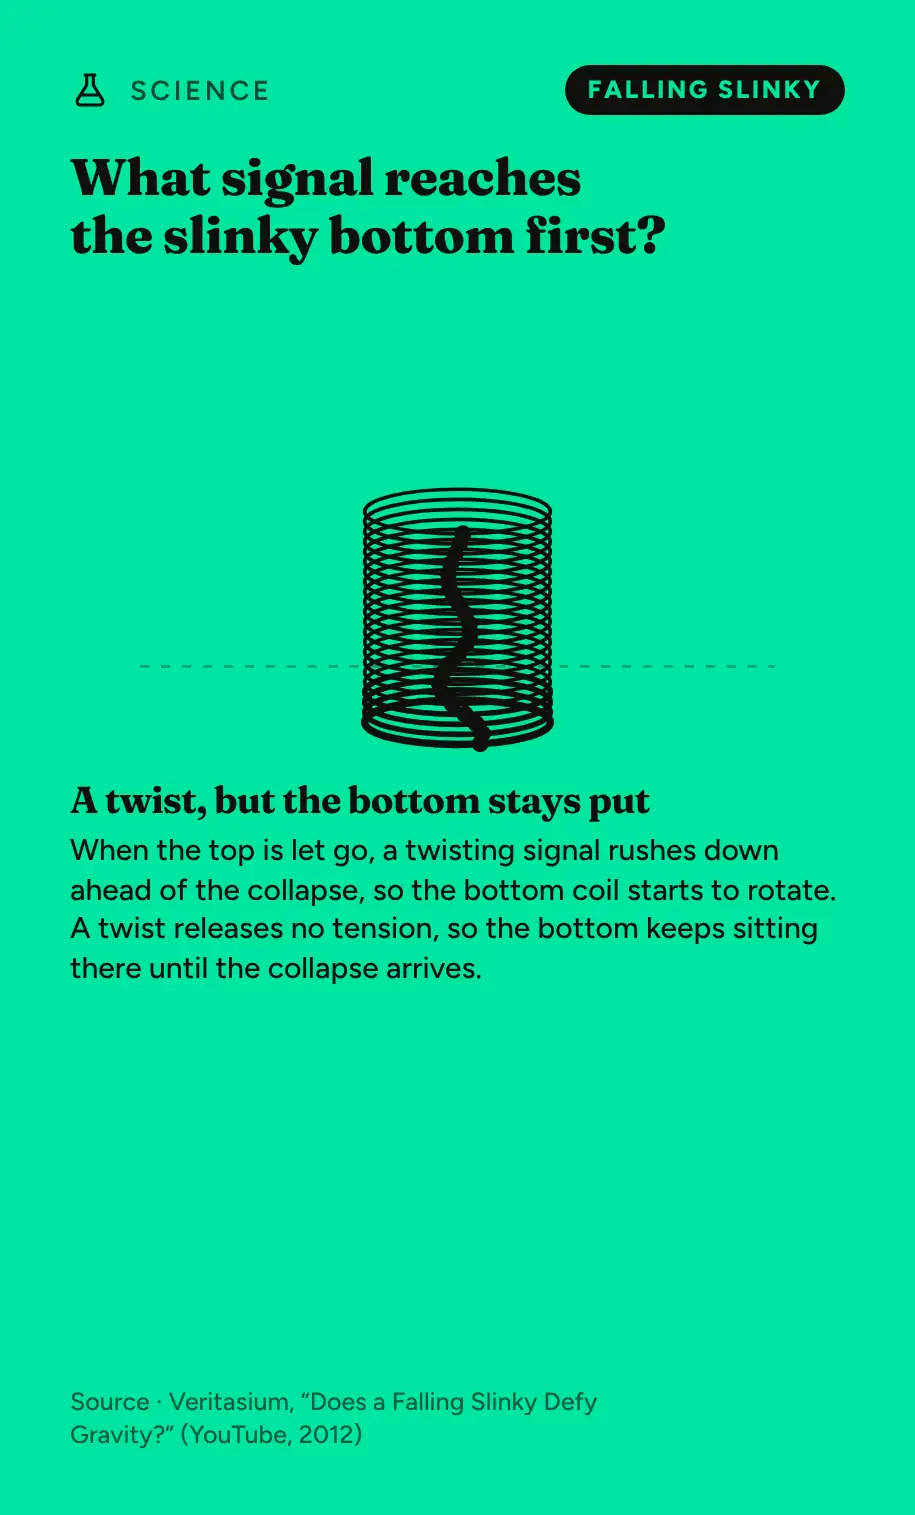 SCIENCE
FALLING SLINKY
What signal reaches
the slinky bottom first?
A twist, but the bottom stays put
When the top is let go, a twisting signal rushes down
ahead of the collapse, so the bottom coil starts to rotate.
A twist releases no tension, so the bottom keeps sitting
there until the collapse arrives.
Source · Veritasium, “Does a Falling Slinky Defy
Gravity?” (YouTube, 2012)